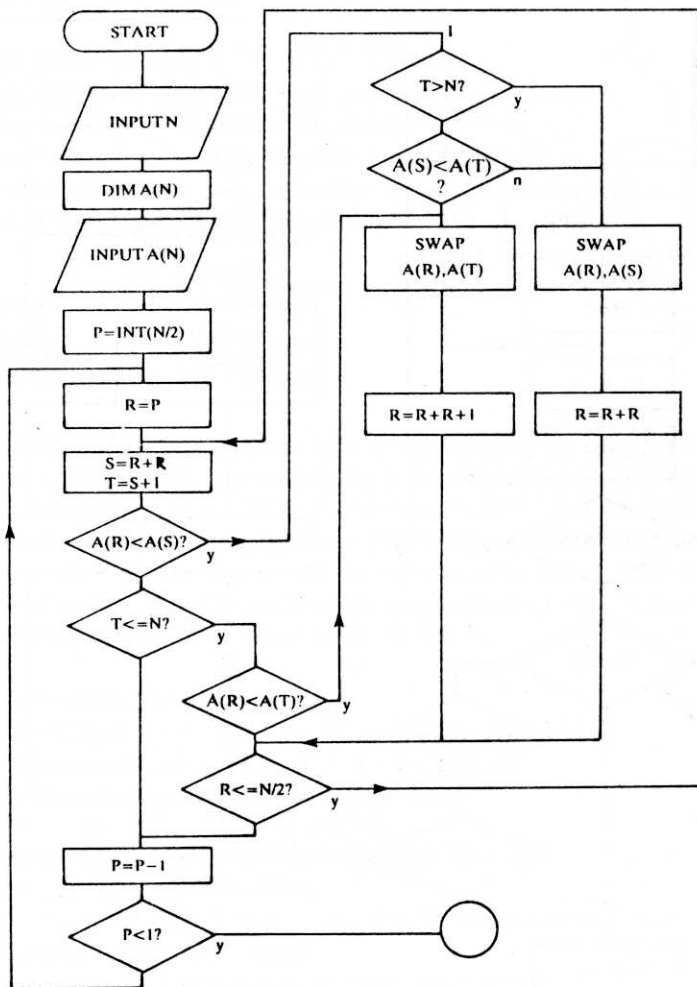 START
INPUT N
DIM A(N)
INPUT A(N)
P=INT(N/2)
R=P
S=R+R
T=S+1
A(R)<A(S)?
y
T<=N?
y
A(R)<A(T)?
y
R<=N/2?
y
P=P-1
P<1?
y
1
T>N?
y
A(S)<A(T)
?
n
SWAP
A(R),A(T)
R=R+R+1
SWAP
A(R),A(S)
R=R+R